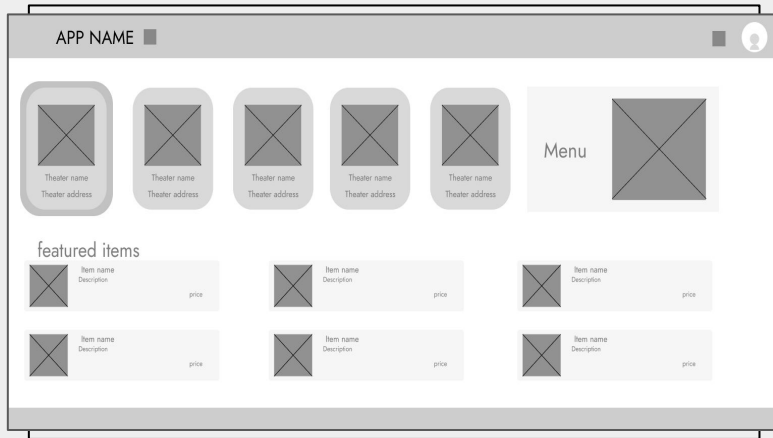 APP NAME
Theater name
Theater address
Theater name
Theater address
Theater name
Theater address
Theater name
Theater address
Theater name
Theater address
Menu
featured items
Item name
Description
price
Item name
Description
price
Item name
Description
price
Item name
Description
price
Item name
Description
price
Item name
Description
price